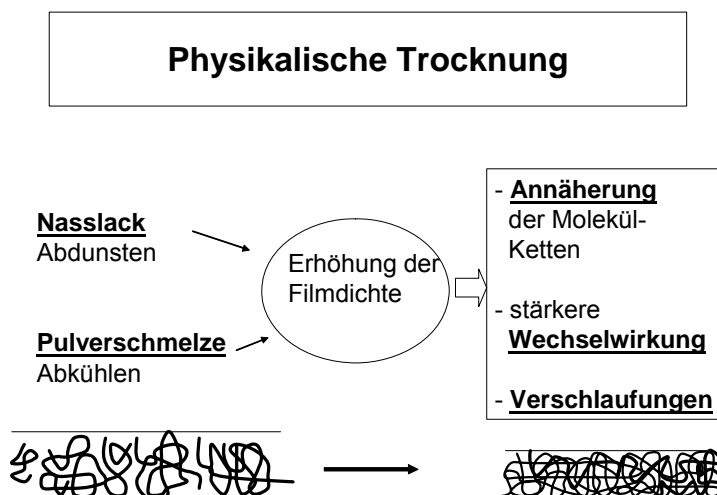 Physikalische Trocknung
Nasslack
Abdunsten
Pulverschmelze
Abkühlen
Erhöhung der
Filmdichte
- Annäherung
der Molekül-
Ketten
- stärkere
Wechselwirkung
- Verschlaufungen